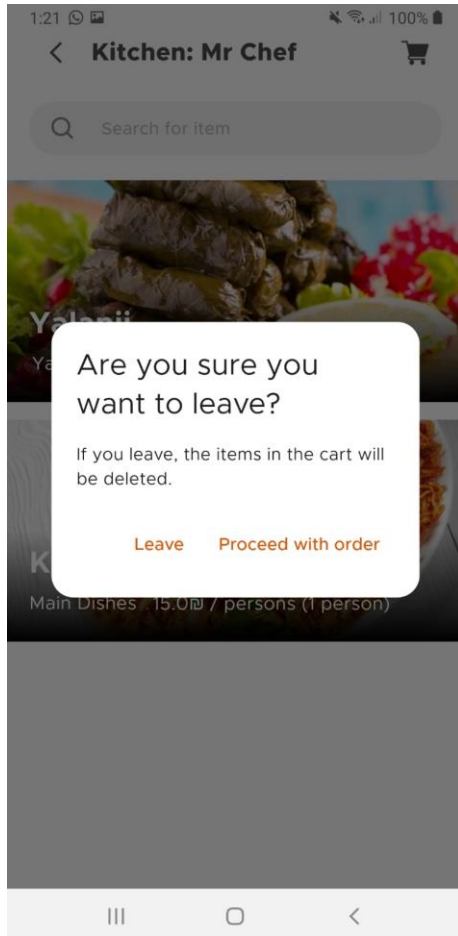 1:21 100%
Kitchen: Mr Chef
Search for item
Yalanji
Ya
Are you sure you
want to leave?
If you leave, the items in the cart will
be deleted.
Leave Proceed with order
K
Main Dishes 15.0₪ / persons (1 person)